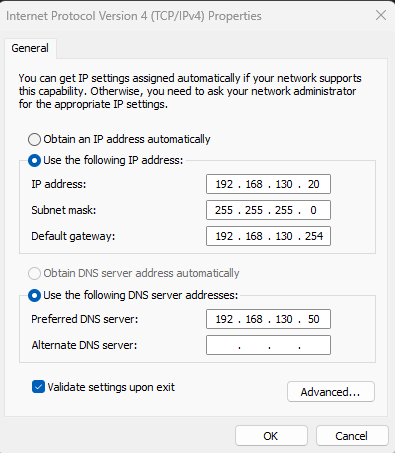 Internet Protocol Version 4 (TCP/IPv4) Properties
General
You can get IP settings assigned automatically if your network supports
this capability. Otherwise, you need to ask your network administrator
for the appropriate IP settings.
Obtain an IP address automatically
Use the following IP address:
IP address: 192 . 168 . 130 . 20
Subnet mask: 255 . 255 . 255 . 0
Default gateway: 192 . 168 . 130 . 254
Obtain DNS server address automatically
Use the following DNS server addresses:
Preferred DNS server: 192 . 168 . 130 . 50
Alternate DNS server: . . .
Validate settings upon exit
Advanced...
OK Cancel